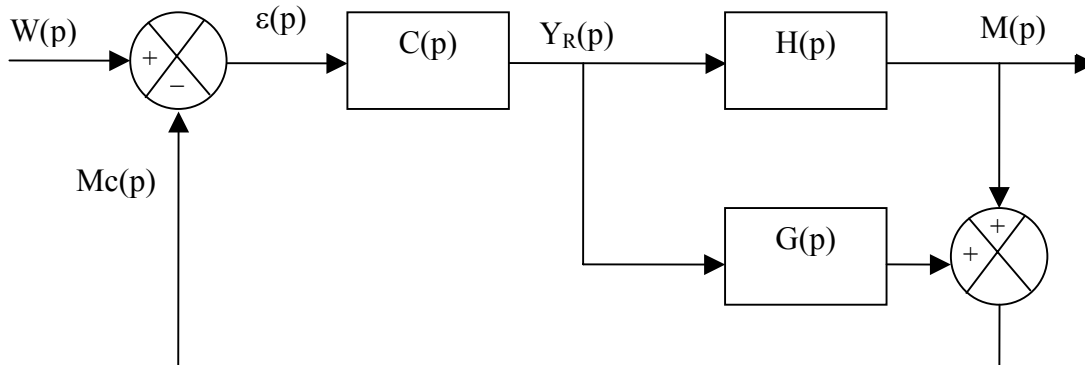 W(p)
ε(p)
C(p)
Y_R(p)
H(p)
M(p)
+
−
Mc(p)
G(p)
+
+